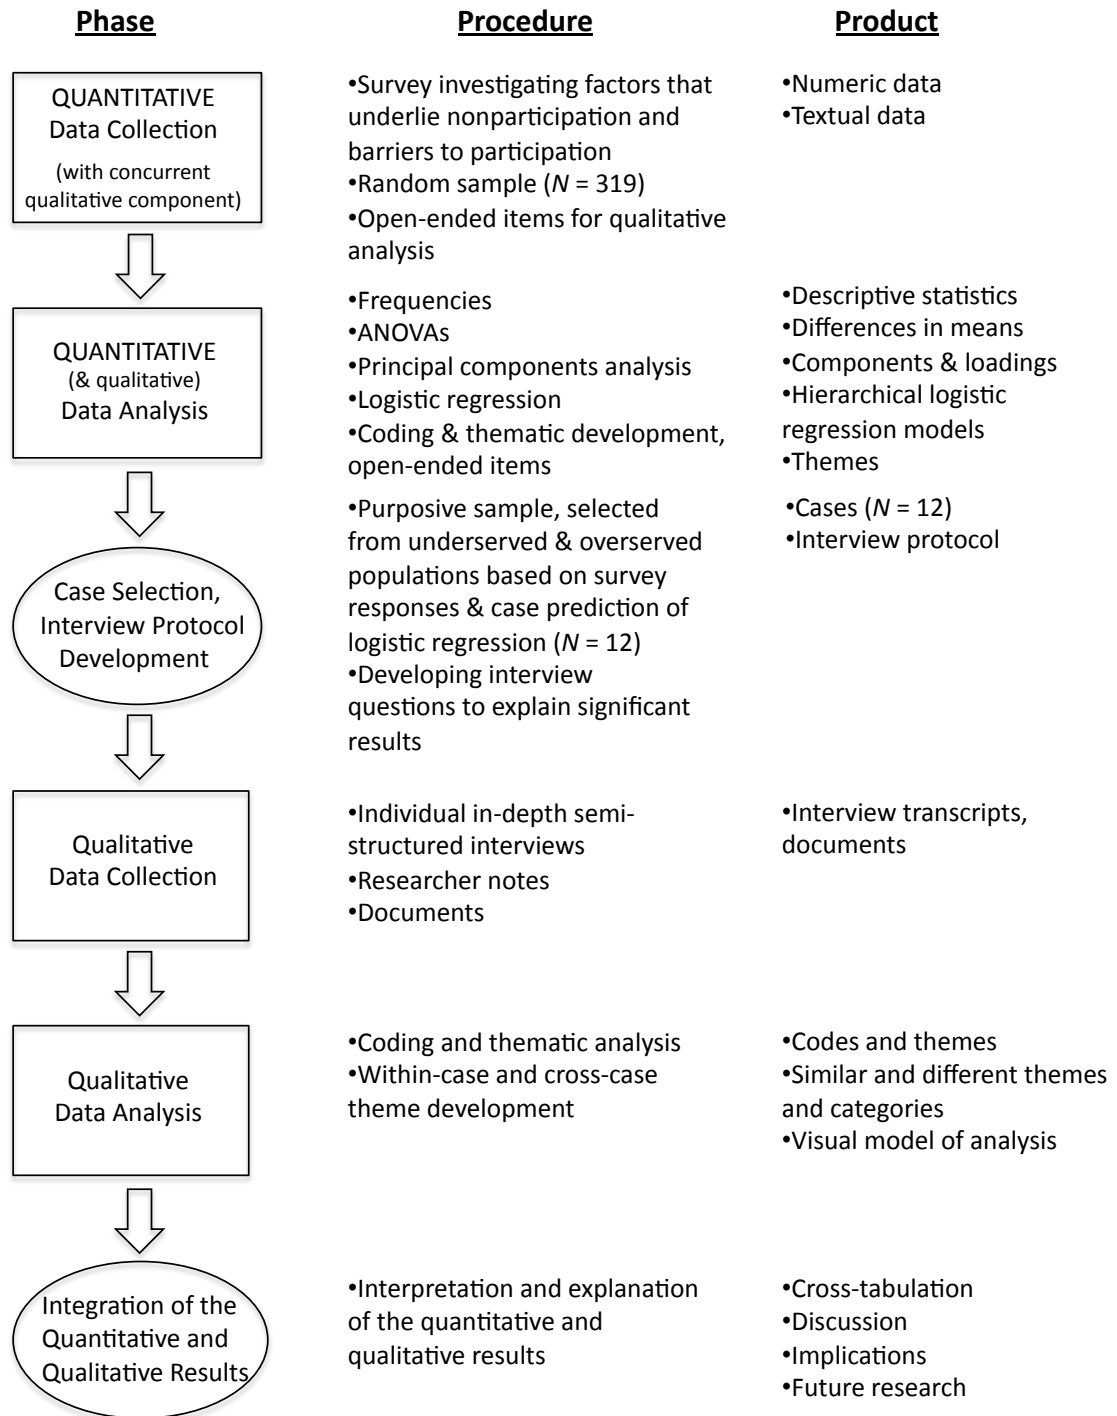 Phase
Procedure
Product
QUANTITATIVE
Data Collection
(with concurrent
qualitative component)
•Survey investigating factors that
underlie nonparticipation and
barriers to participation
•Random sample (N = 319)
•Open-ended items for qualitative
analysis
•Numeric data
•Textual data
QUANTITATIVE
(& qualitative)
Data Analysis
•Frequencies
•ANOVAs
•Principal components analysis
•Logistic regression
•Coding & thematic development,
open-ended items
•Descriptive statistics
•Differences in means
•Components & loadings
•Hierarchical logistic
regression models
•Themes
Case Selection,
Interview Protocol
Development
•Purposive sample, selected
from underserved & overserved
populations based on survey
responses & case prediction of
logistic regression (N = 12)
•Developing interview
questions to explain significant
results
•Cases (N = 12)
•Interview protocol
Qualitative
Data Collection
•Individual in-depth semi-
structured interviews
•Researcher notes
•Documents
•Interview transcripts,
documents
Qualitative
Data Analysis
•Coding and thematic analysis
•Within-case and cross-case
theme development
•Codes and themes
•Similar and different themes
and categories
•Visual model of analysis
Integration of the
Quantitative and
Qualitative Results
•Interpretation and explanation
of the quantitative and
qualitative results
•Cross-tabulation
•Discussion
•Implications
•Future research